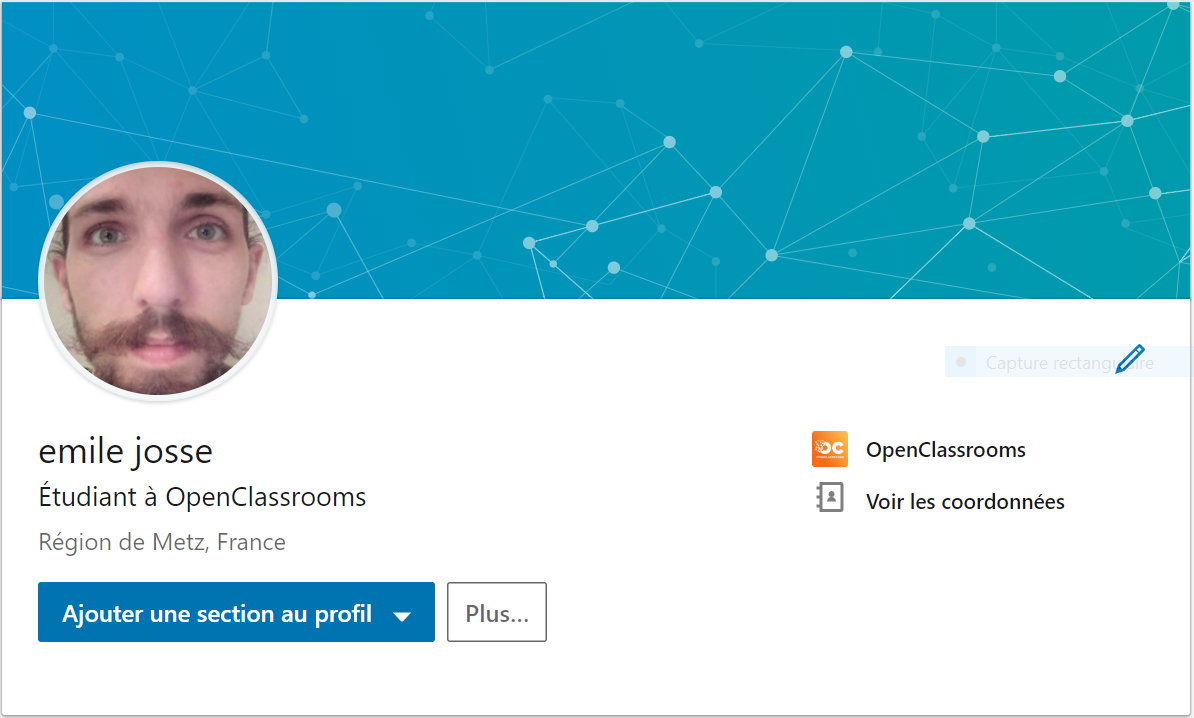 Capture rectangulaire
emile josse
Étudiant à OpenClassrooms
Région de Metz, France
Ajouter une section au profil
Plus...
OC
OpenClassrooms
Voir les coordonnées